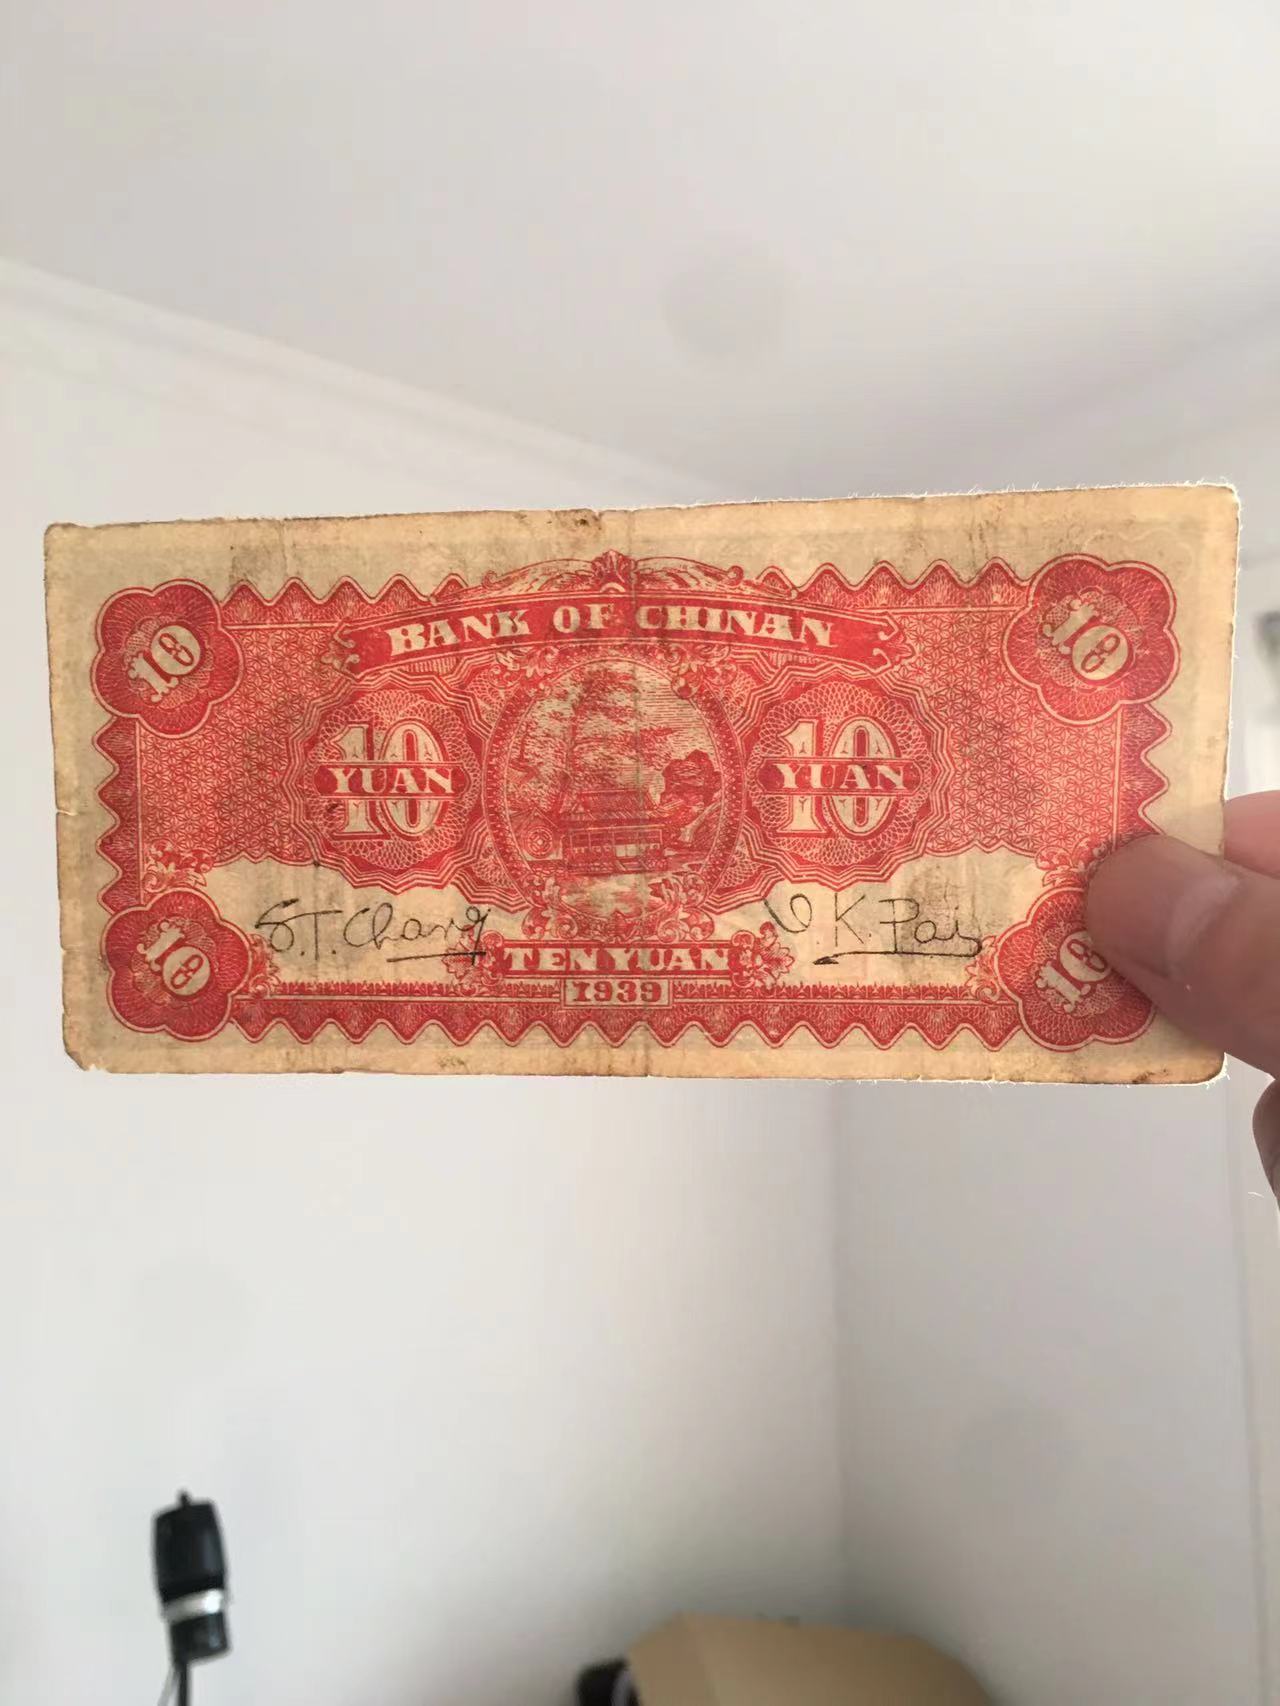 BANK OF CHINAN
10 10
10 YUAN 10 YUAN
S.T. Chang V.K. Pai
10 TEN YUAN 10
1939